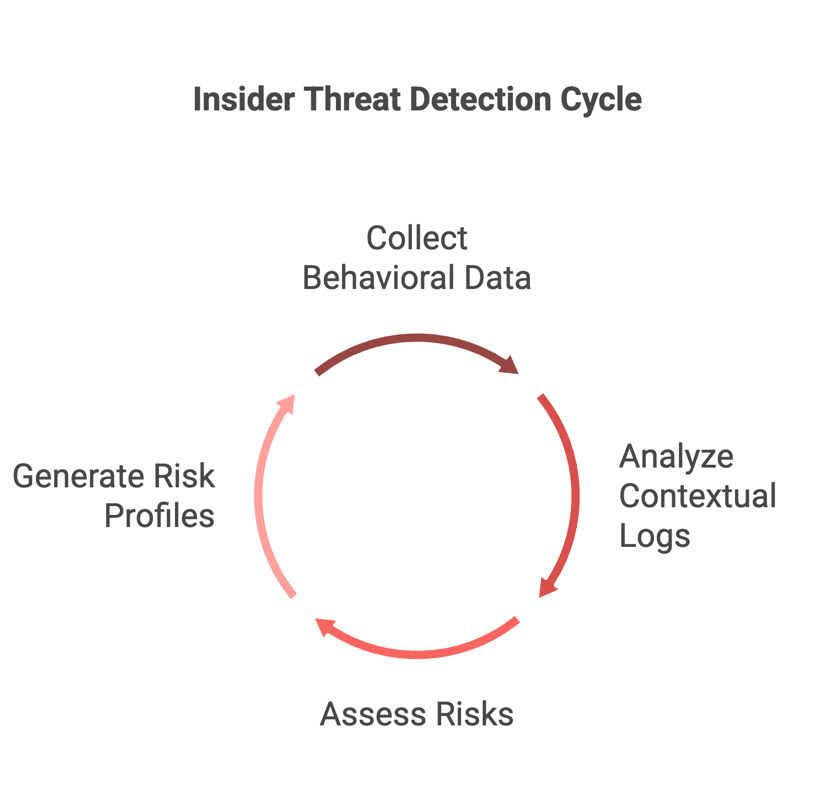 Insider Threat Detection Cycle
Collect
Behavioral Data
Analyze
Contextual
Logs
Assess Risks
Generate Risk
Profiles